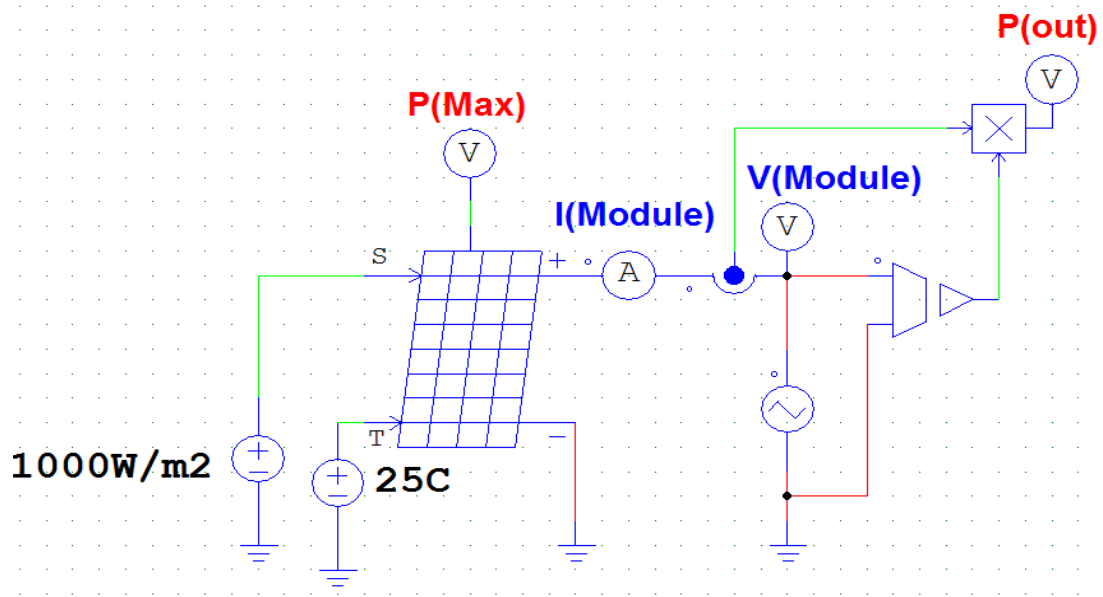 P(out)
V
P(Max)
V
V(Module)
I(Module)
V
S
+
A
T
−
1000W/m2
+
−
+
−
25C